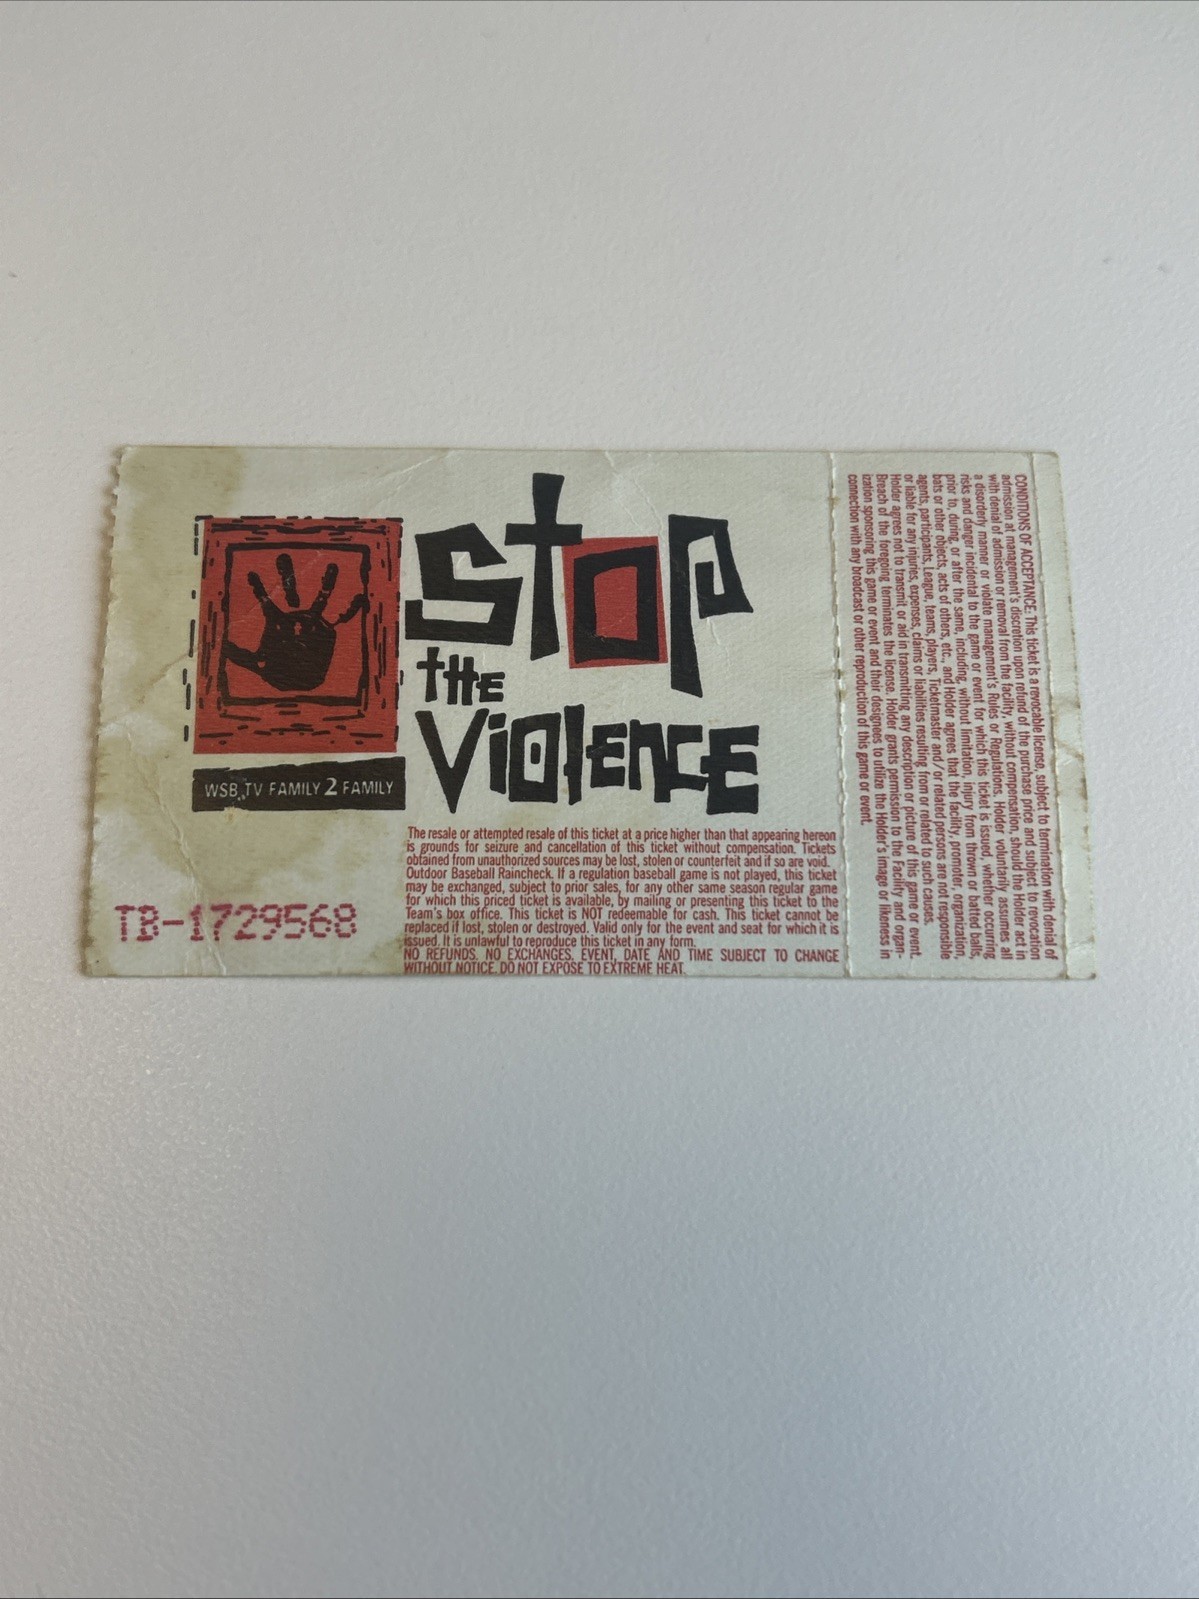 Stop
tHE
ViolENCE
WSB TV FAMILY 2 FAMILY
The resale or attempted resale of this ticket at a price higher than that appearing hereon
is grounds for seizure and cancellation of this ticket without compensation. Tickets
obtained from unauthorized sources may be lost, stolen or counterfeit and if so are void.
Outdoor Baseball Raincheck. If a regulation baseball game is not played, this ticket
may be exchanged, subject to prior sales, for any other same season regular game
for which this priced ticket is available, by mailing or presenting this ticket to the
Team's box office. This ticket is NOT redeemable for cash. This ticket cannot be
replaced if lost, stolen or destroyed. Valid only for the event and seat for which it is
issued. It is unlawful to reproduce this ticket in any form.
NO REFUNDS. NO EXCHANGES. EVENT, DATE AND TIME SUBJECT TO CHANGE
WITHOUT NOTICE. DO NOT EXPOSE TO EXTREME HEAT.
TB-1729568
CONDITIONS OF ACCEPTANCE: This ticket is a revocable license, subject to termination with denial of
admission at management's discretion upon refund of the purchase price and subject to revocation
with denial of admission or removal from the facility, without compensation, should the Holder act in
a disorderly manner or violate management's Rules or Regulations. Holder voluntarily assumes all
risks and danger incidental to the game or event for which this ticket is issued, whether occurring
prior to, during, or after the same, including, without limitation, injury from thrown or batted balls,
bats or other objects, acts of others, etc., and Holder agrees that the facility, promoter, organization,
agents, participants, League, teams, players, Ticketmaster and / or related persons are not responsible
or liable for any injuries, expenses, claims or liabilities resulting from or related to such causes.
Holder agrees not to transmit or aid in transmitting any description or picture of this game or event.
Breach of the foregoing terminates the license. Holder grants permission to the Facility and organ-
ization sponsoring this game or event and their designees to utilize the Holder's image or likeness in
connection with any broadcast or other reproduction of this game or event.